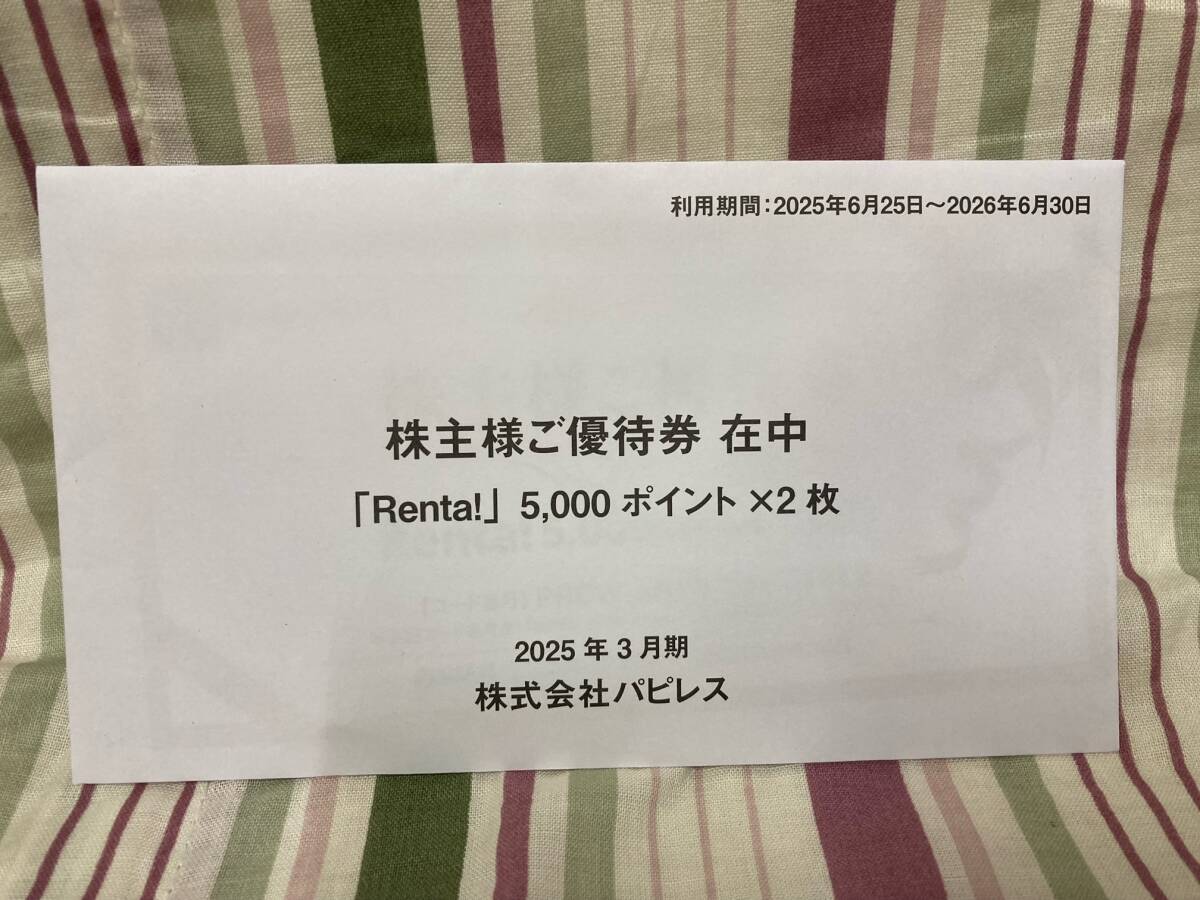 利用期間:2025年6月25日～2026年6月30日
株主様ご優待券 在中
「Renta!」 5,000 ポイント ×2 枚
2025 年 3 月期
株式会社パピレス